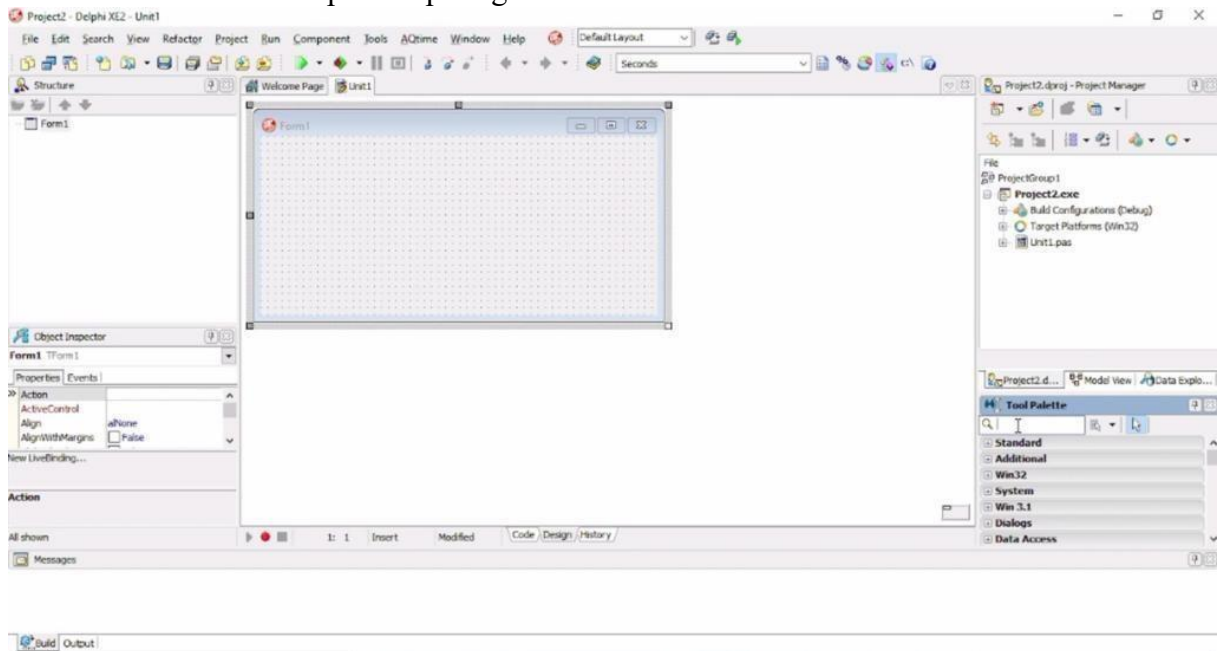 Project2 - Delphi XE2 - Unit1
File Edit Search View Refactor Project Run Component Tools AQtime Window Help Default Layout
Seconds
Structure
Form1
Welcome Page Unit1
Form1
Project2.dproj - Project Manager
File
ProjectGroup1
Project2.exe
Build Configurations (Debug)
Target Platforms (Win32)
Unit1.pas
Object Inspector
Form1 TForm1
Properties Events
Action
ActiveControl
Align alNone
AlignWithMargins False
New LiveBinding...
Action
All shown
1: 1 Insert Modified Code Design History
Project2.d... Model View Data Explo...
Tool Palette
Standard
Additional
Win32
System
Win 3.1
Dialogs
Data Access
Messages
Build Output